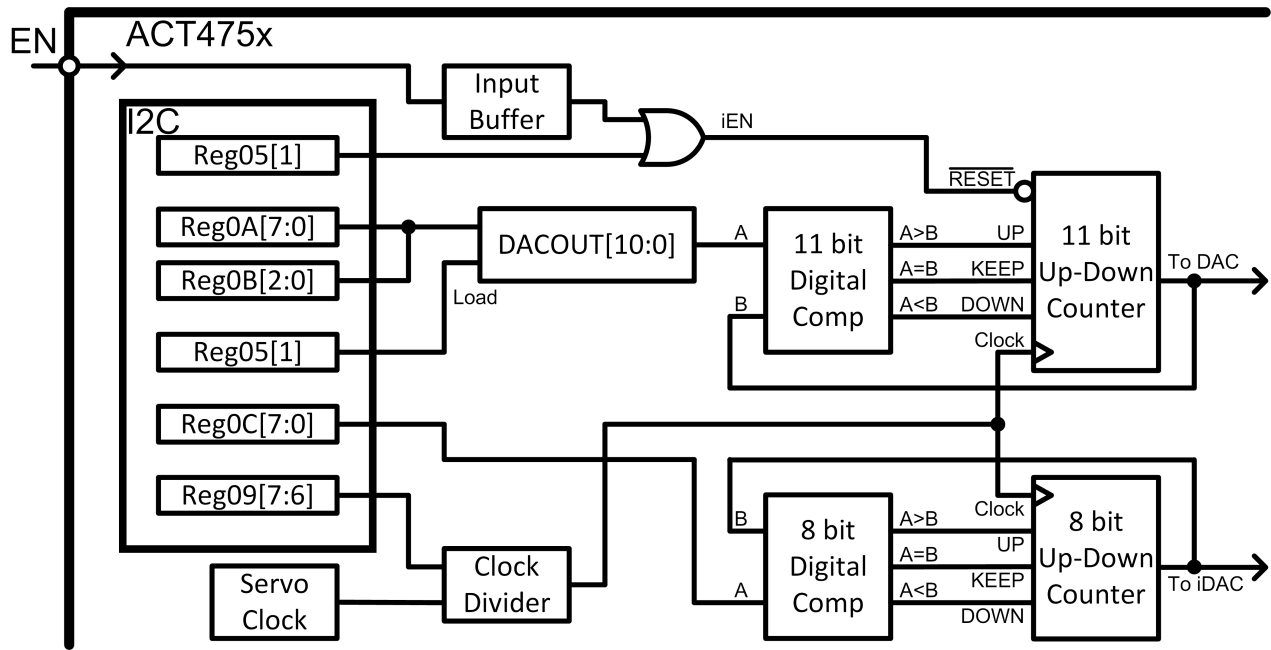 EN
ACT475x
Input
Buffer
I2C
Reg05[1]
iEN
RESET
Reg0A[7:0]
Reg0B[2:0]
DACOUT[10:0]
Load
A
B
11 bit
Digital
Comp
A>B
A=B
A<B
UP
KEEP
DOWN
Clock
11 bit
Up-Down
Counter
To DAC
Reg05[1]
Reg0C[7:0]
Reg09[7:6]
Servo
Clock
Clock
Divider
B
A
8 bit
Digital
Comp
A>B
A=B
A<B
Clock
UP
KEEP
DOWN
8 bit
Up-Down
Counter
To iDAC